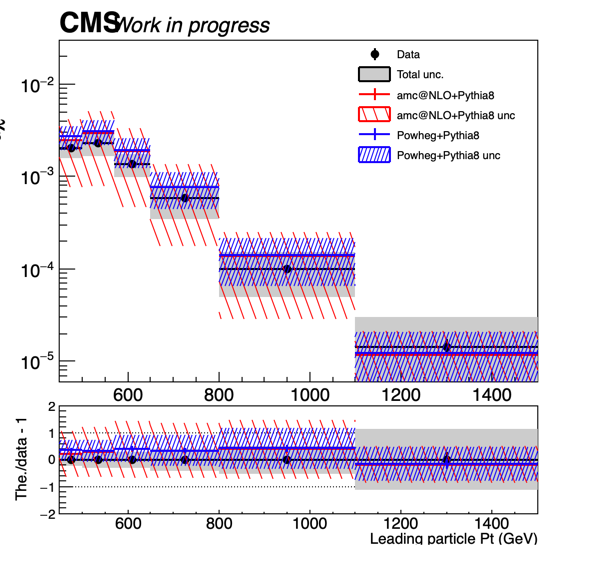 CMS Work in progress
Data
Total unc.
amc@NLO+Pythia8
amc@NLO+Pythia8 unc
Powheg+Pythia8
Powheg+Pythia8 unc
10⁻²
10⁻³
10⁻⁴
10⁻⁵
600 800 1000 1200 1400
The./data - 1
2
1
0
−1
−2
600 800 1000 1200 1400
Leading particle Pt (GeV)